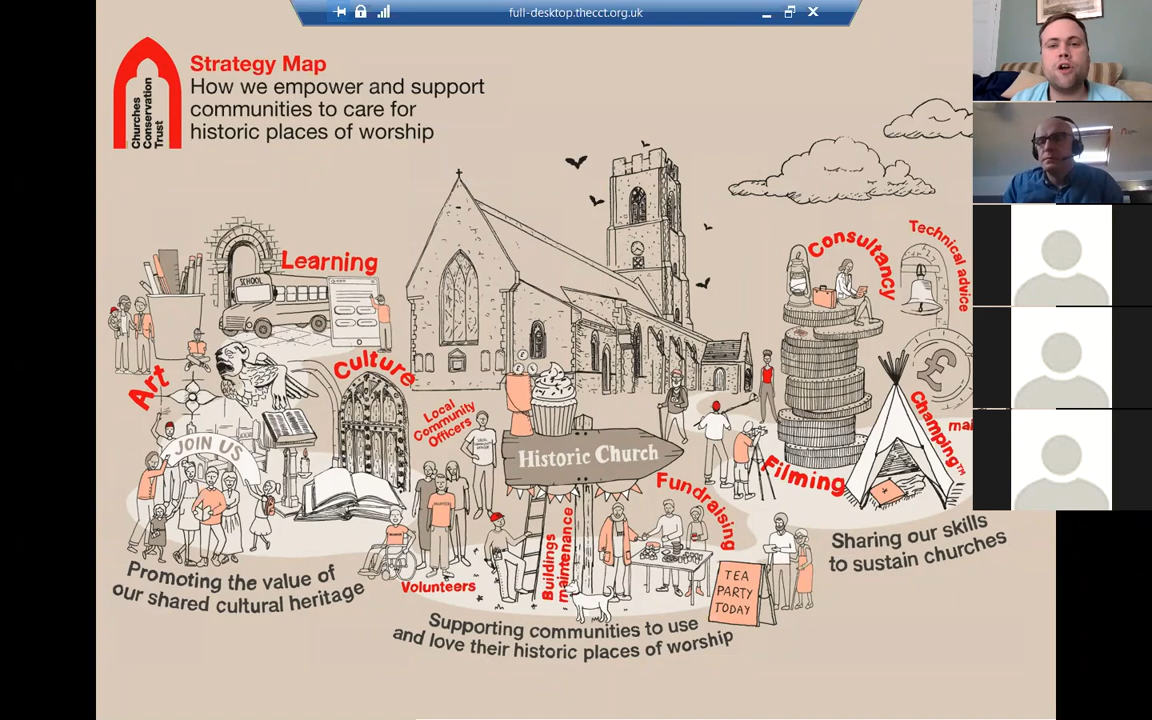 full-desktop.thecct.org.uk
Churches
Conservation
Trust
Strategy Map
How we empower and support
communities to care for
historic places of worship
Learning
SCHOOL
Art
Culture
JOIN US
Local
Community
Officers
Historic Church
Consultancy
Technical advice
£
Champing™
mai
Filming
Fundraising
Buildings
maintenance
Volunteers
TEA
PARTY
TODAY
Promoting the value of
our shared cultural heritage
Supporting communities to use
and love their historic places of worship
Sharing our skills
to sustain churches